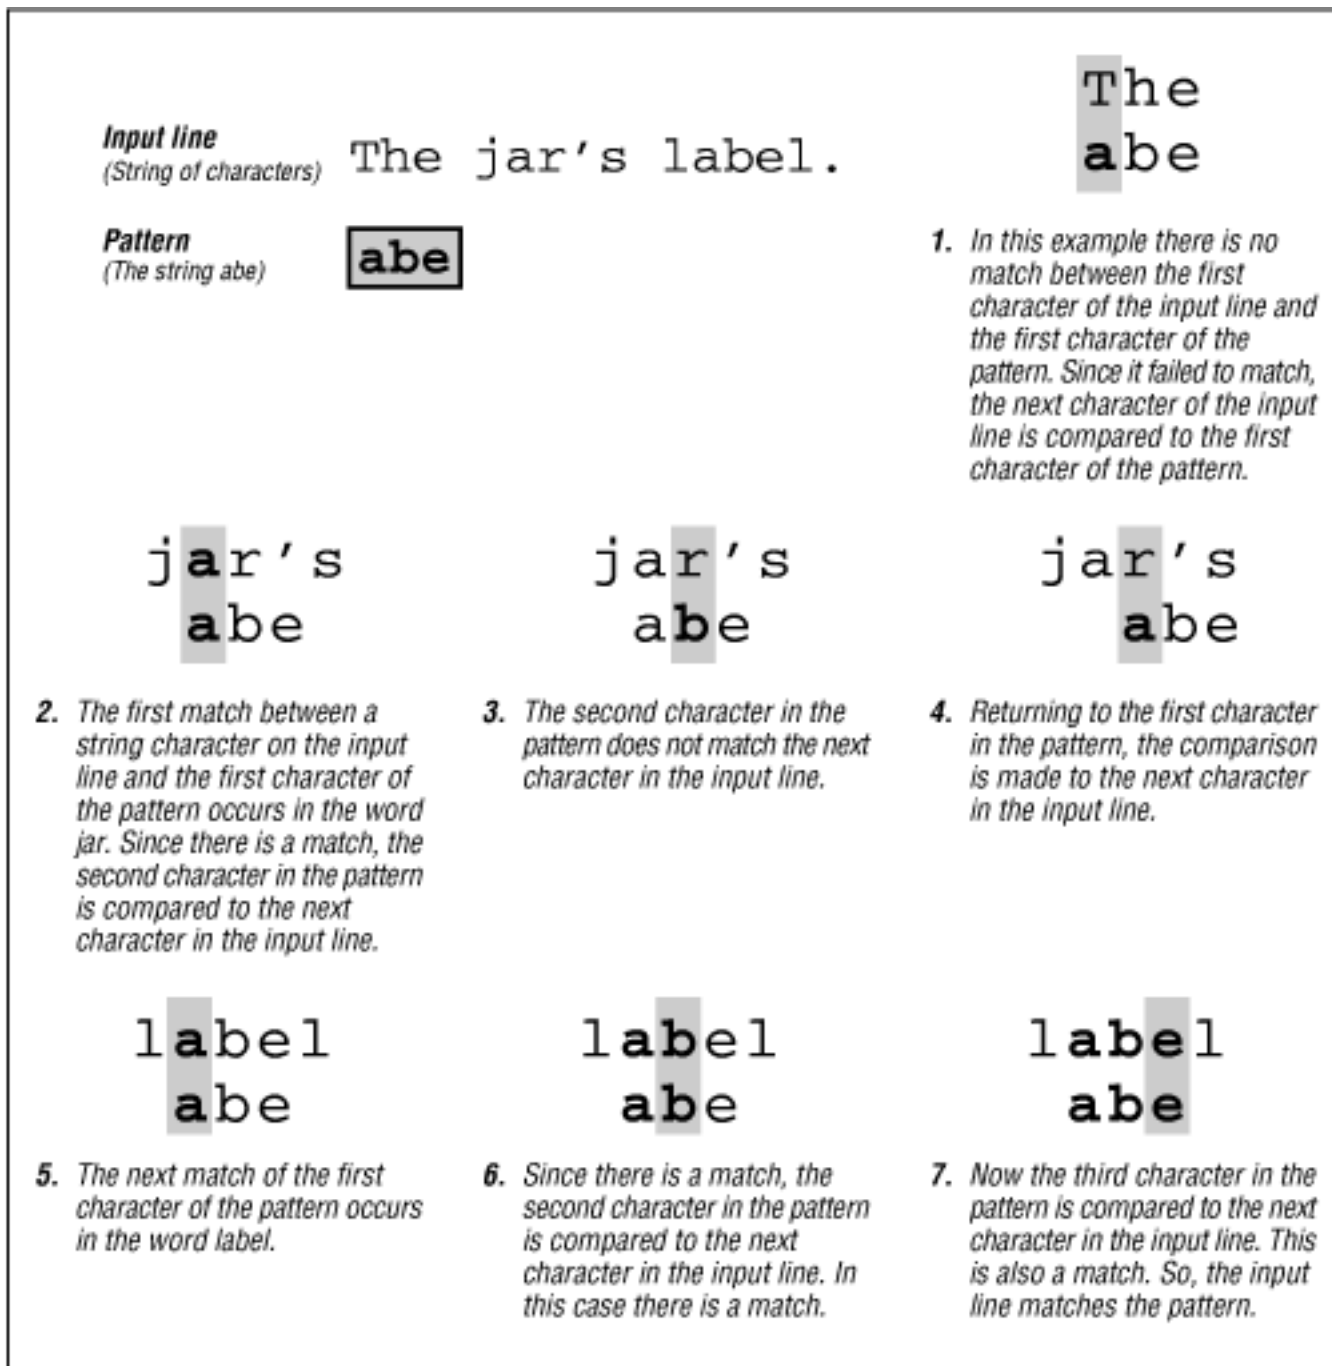 Input line
(String of characters)
The jar's label.
Pattern
(The string abe)
abe
The
abe
1. In this example there is no
match between the first
character of the input line and
the first character of the
pattern. Since it failed to match,
the next character of the input
line is compared to the first
character of the pattern.
jar's
abe
2. The first match between a
string character on the input
line and the first character of
the pattern occurs in the word
jar. Since there is a match, the
second character in the pattern
is compared to the next
character in the input line.
jar's
abe
3. The second character in the
pattern does not match the next
character in the input line.
jar's
abe
4. Returning to the first character
in the pattern, the comparison
is made to the next character
in the input line.
label
abe
5. The next match of the first
character of the pattern occurs
in the word label.
label
abe
6. Since there is a match, the
second character in the pattern
is compared to the next
character in the input line. In
this case there is a match.
label
abe
7. Now the third character in the
pattern is compared to the next
character in the input line. This
is also a match. So, the input
line matches the pattern.